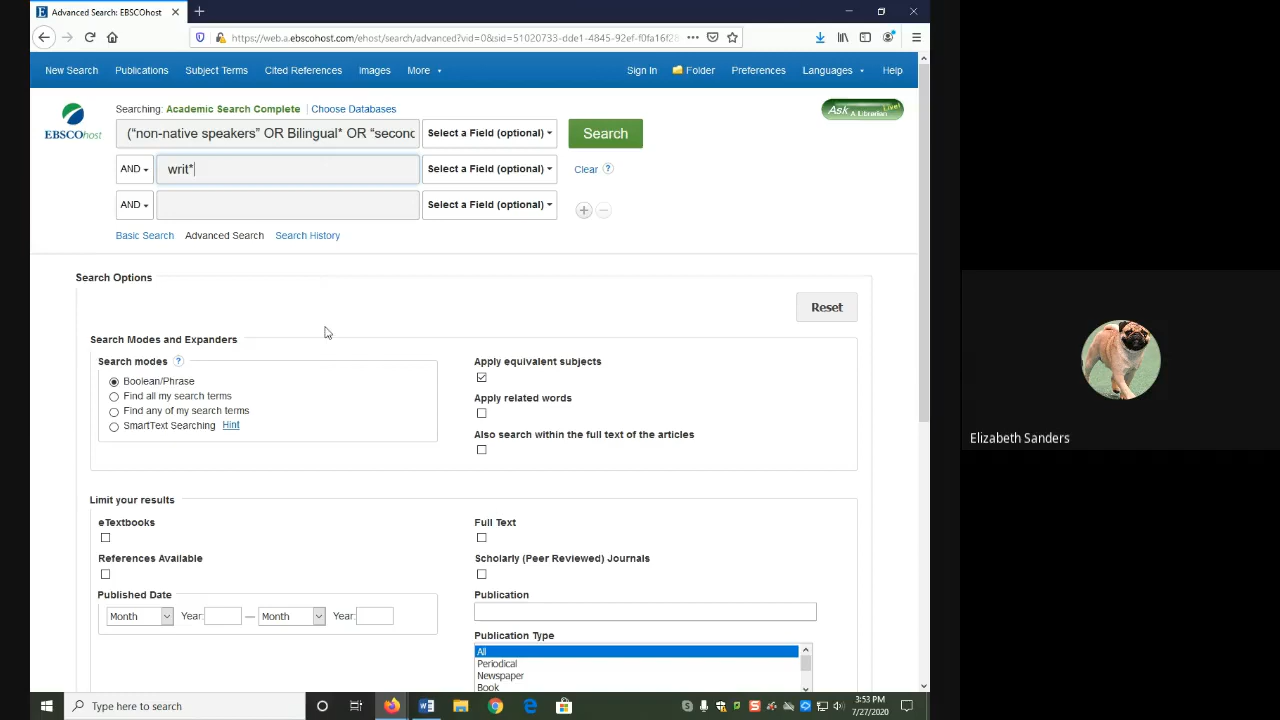 Advanced Search: EBSCOhost
https://web.a.ebscohost.com/ehost/search/advanced?vid=0&sid=51020733-dde1-4845-92ef-f0fa16f28
New Search Publications Subject Terms Cited References Images More Sign In Folder Preferences Languages Help
Searching: Academic Search Complete Choose Databases
Ask A Librarian Live!
EBSCOhost
(“non-native speakers” OR Bilingual* OR “second Select a Field (optional) Search
AND writ* Select a Field (optional) Clear ?
AND Select a Field (optional)
Basic Search Advanced Search Search History
Search Options
Reset
Search Modes and Expanders
Search modes ?
Boolean/Phrase
Find all my search terms
Find any of my search terms
SmartText Searching Hint
Apply equivalent subjects
Apply related words
Also search within the full text of the articles
Limit your results
eTextbooks
References Available
Published Date
Month Year: — Month Year:
Full Text
Scholarly (Peer Reviewed) Journals
Publication
Publication Type
All
Periodical
Newspaper
Book
Elizabeth Sanders
Type here to search
3:53 PM
7/27/2020